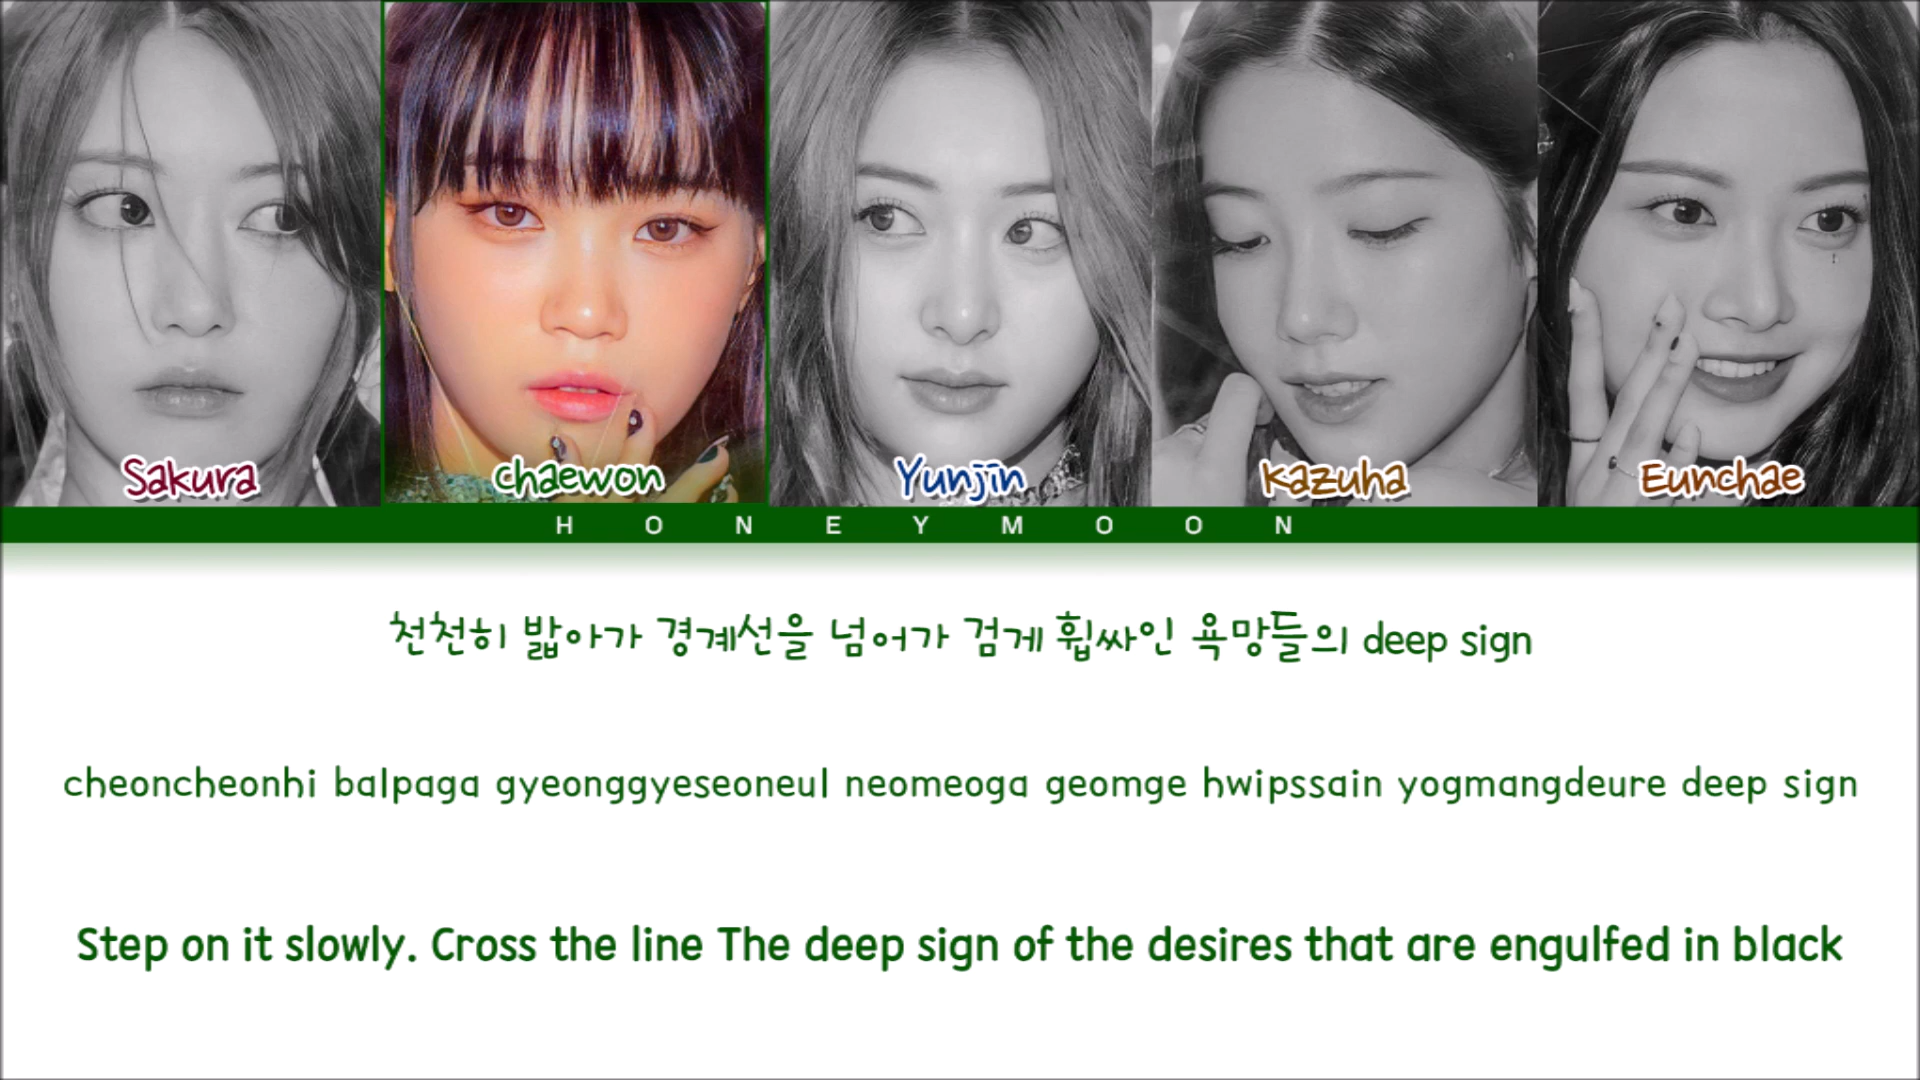 Sakura chaewon Yunjin kazuha Eunchae
HONEYMOON
천천히 밟아가 경계선을 넘어가 검게 휩싸인 욕망들의 deep sign
cheoncheonhi balpaga gyeonggyeseoneul neomeoga geomge hwipssain yogmangdeure deep sign
Step on it slowly. Cross the line The deep sign of the desires that are engulfed in black